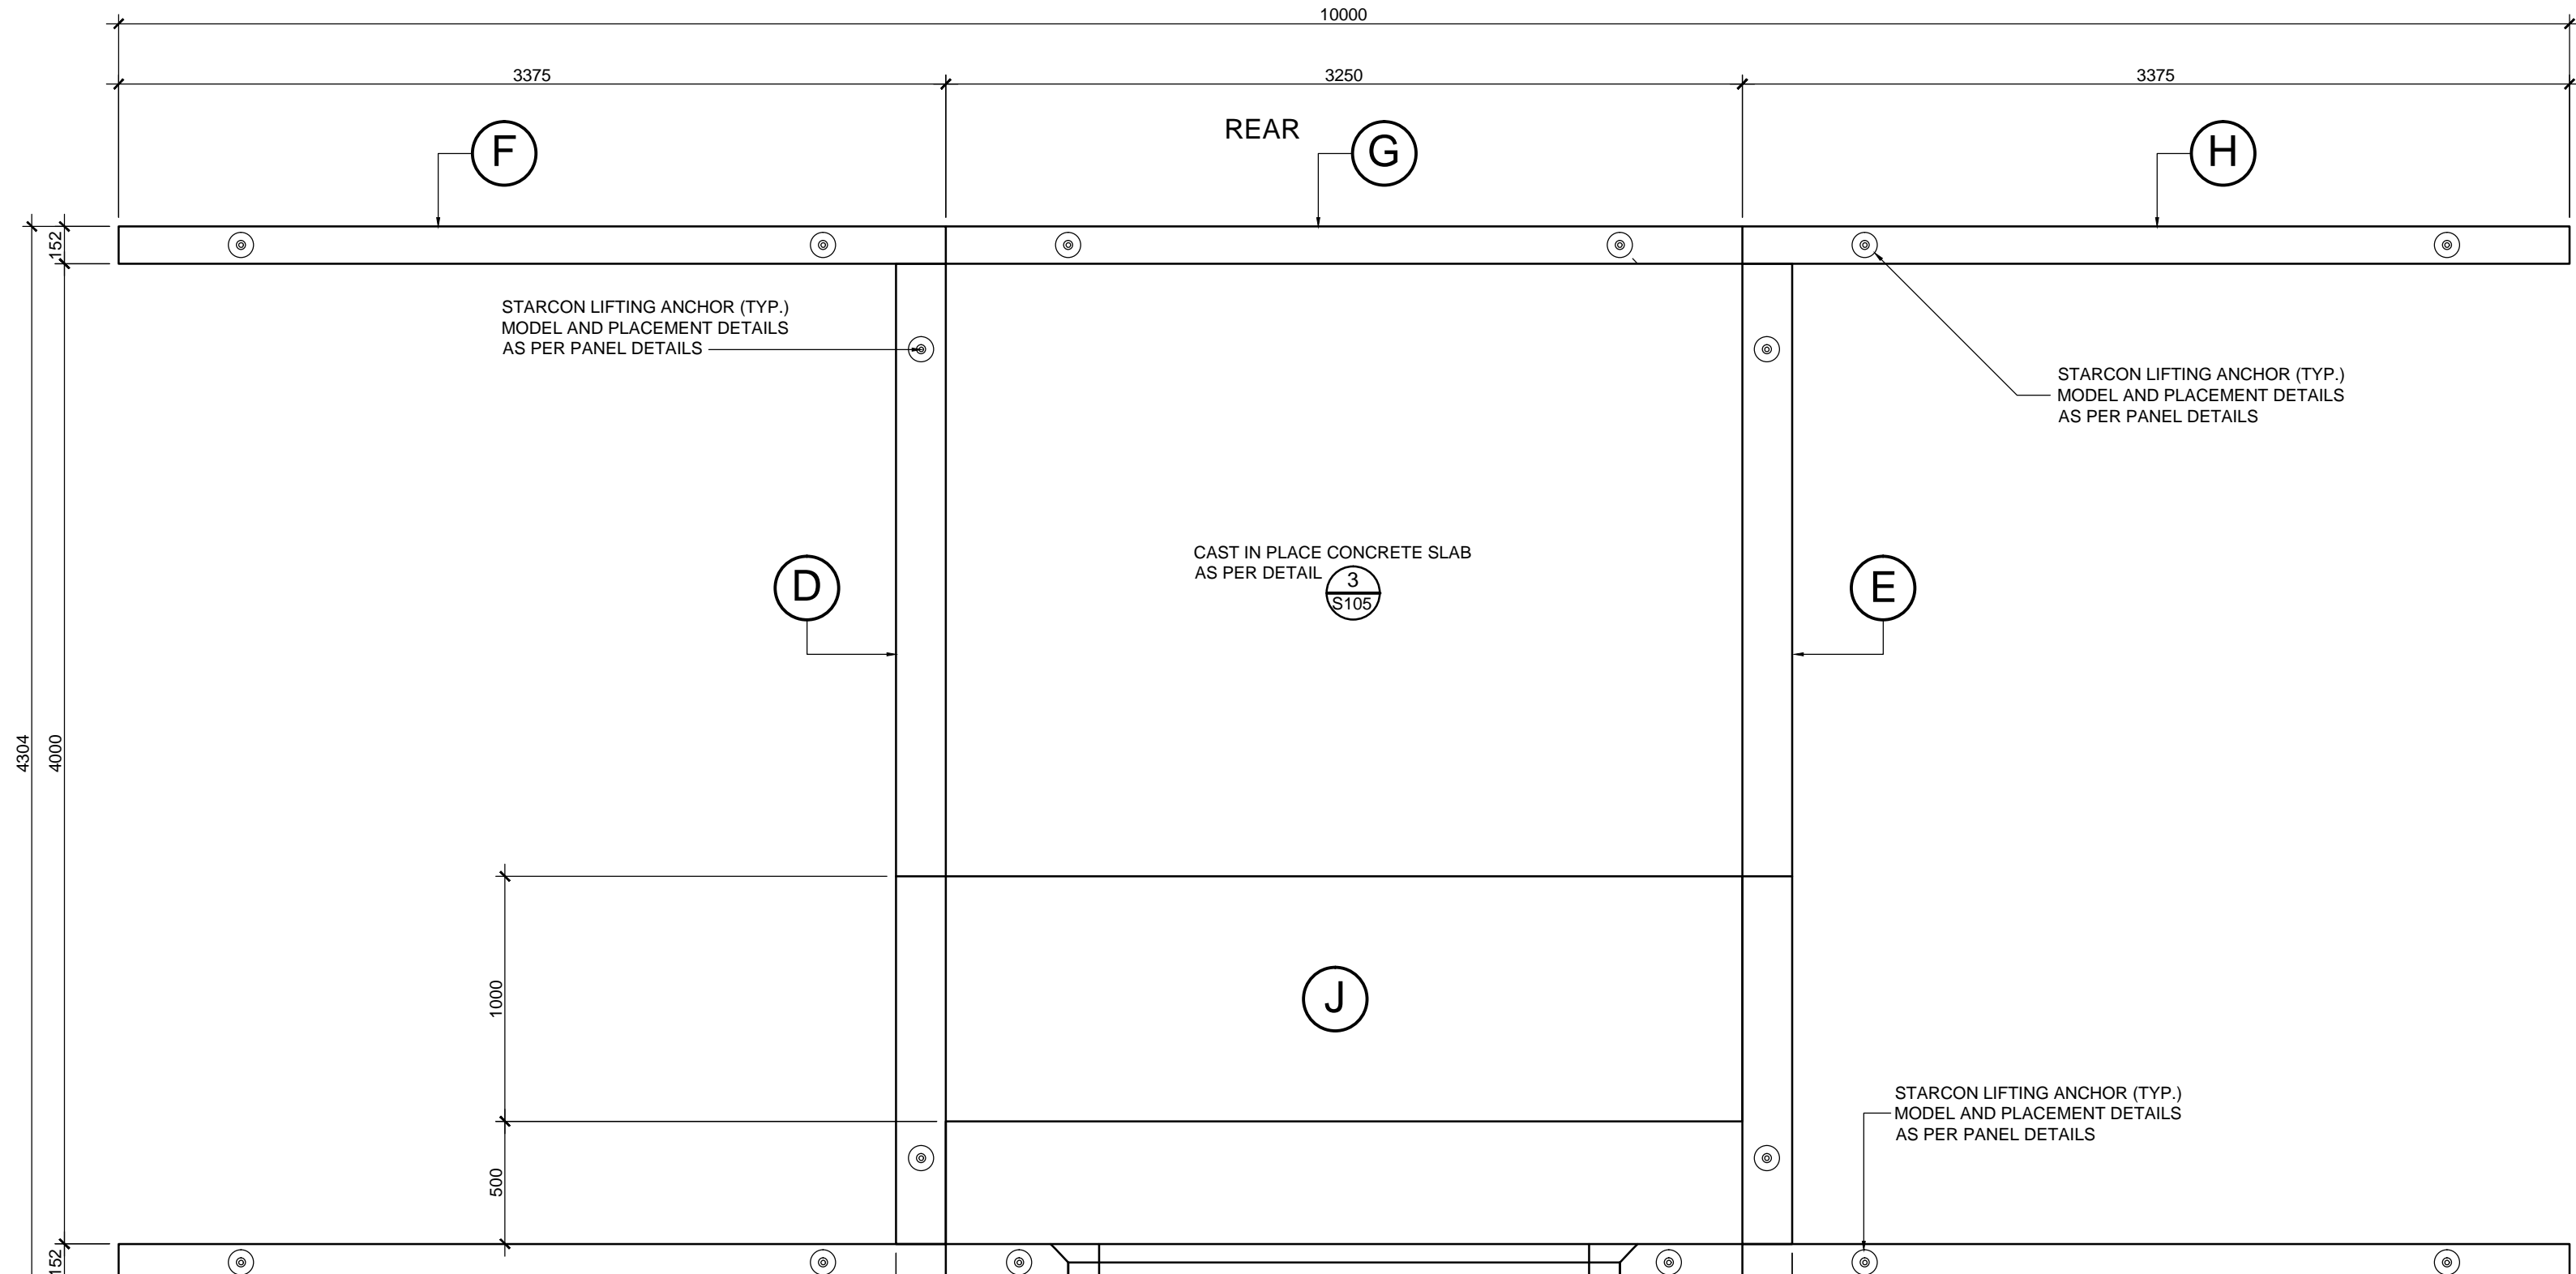 10000
3375
3250
3375
REAR
F
G
H
152
STARCON LIFTING ANCHOR (TYP.)
MODEL AND PLACEMENT DETAILS
AS PER PANEL DETAILS
STARCON LIFTING ANCHOR (TYP.)
MODEL AND PLACEMENT DETAILS
AS PER PANEL DETAILS
CAST IN PLACE CONCRETE SLAB
AS PER DETAIL
3
S105
D
E
4304
4000
1000
J
STARCON LIFTING ANCHOR (TYP.)
MODEL AND PLACEMENT DETAILS
AS PER PANEL DETAILS
500
152